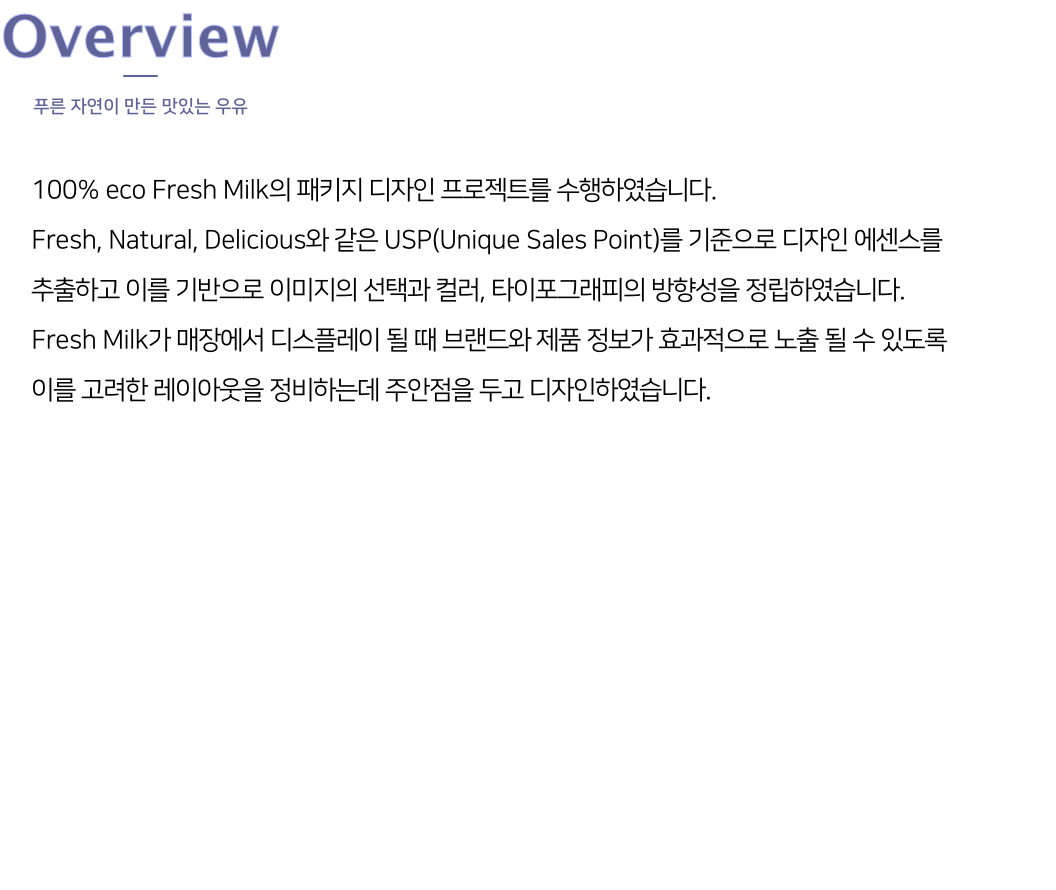 Overview
푸른 자연이 만든 맛있는 우유
100% eco Fresh Milk의 패키지 디자인 프로젝트를 수행하였습니다.
Fresh, Natural, Delicious와 같은 USP(Unique Sales Point)를 기준으로 디자인 에센스를
추출하고 이를 기반으로 이미지의 선택과 컬러, 타이포그래피의 방향성을 정립하였습니다.
Fresh Milk가 매장에서 디스플레이 될 때 브랜드와 제품 정보가 효과적으로 노출 될 수 있도록
이를 고려한 레이아웃을 정비하는데 주안점을 두고 디자인하였습니다.